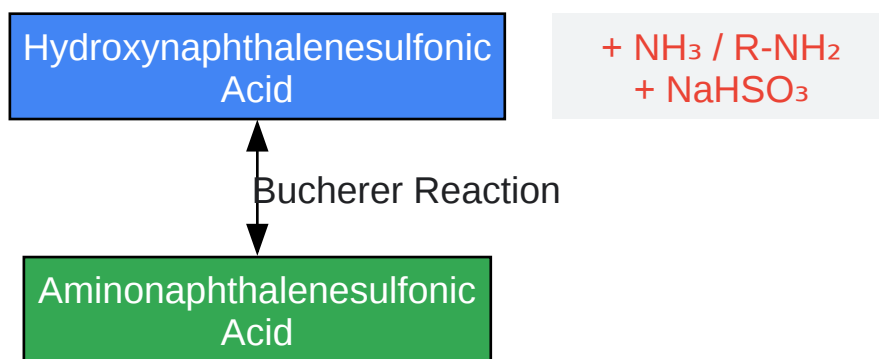 Hydroxynaphthalenesulfonic
Acid
+ NH₃ / R-NH₂
+ NaHSO₃
Bucherer Reaction
Aminonaphthalenesulfonic
Acid